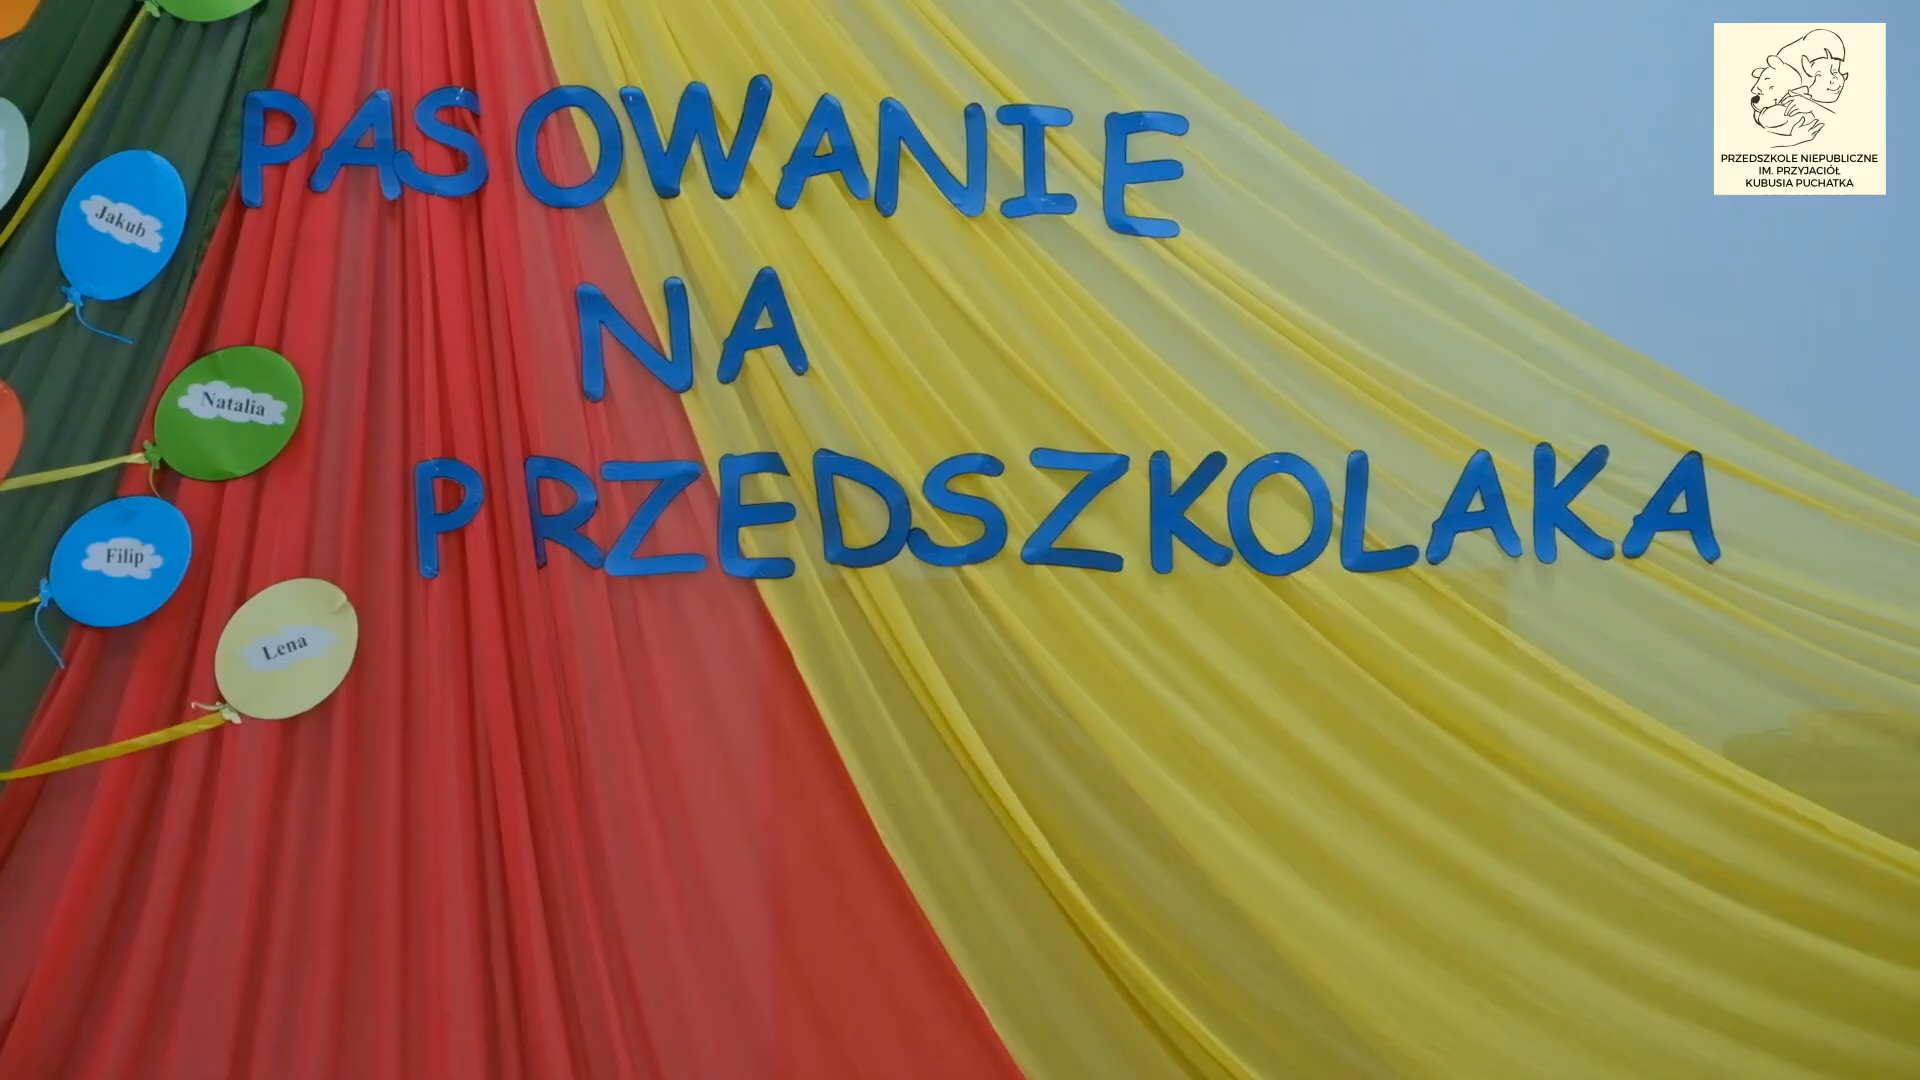 PASOWANIE
NA
PRZEDSZKOLAKA
Jakub
Natalia
Filip
Lena
PRZEDSZKOLE NIEPUBLICZNE
IM. PRZYJACIÓŁ
KUBUSIA PUCHATKA